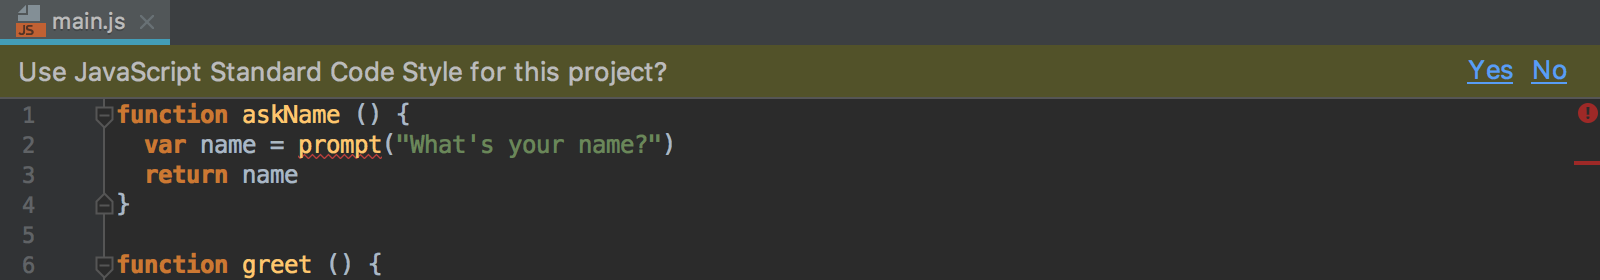 JS main.js
Use JavaScript Standard Code Style for this project? Yes No
1 function askName () {
2 var name = prompt("What's your name?")
3 return name
4 }
5
6 function greet () {